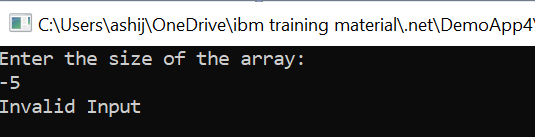 C:\Users\ashij\OneDrive\ibm training material\.net\DemoApp4\
Enter the size of the array:
-5
Invalid Input